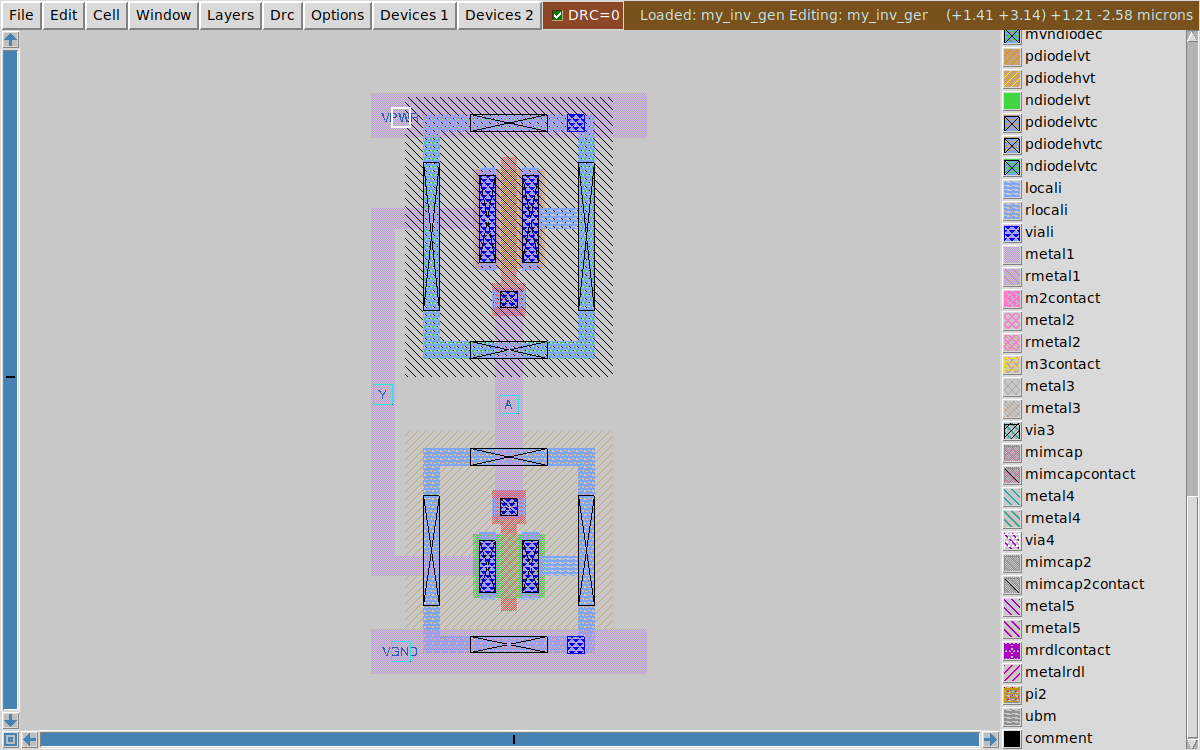 File Edit Cell Window Layers Drc Options Devices 1 Devices 2 DRC=0 Loaded: my_inv_gen Editing: my_inv_ger (+1.41 +3.14) +1.21 -2.58 microns
mvndiodec
pdiodelvt
pdiodehvt
ndiodelvt
pdiodelvtc
pdiodehvtc
ndiodelvtc
locali
rlocali
viali
metal1
rmetal1
m2contact
metal2
rmetal2
m3contact
metal3
rmetal3
via3
mimcap
mimcapcontact
metal4
rmetal4
via4
mimcap2
mimcap2contact
metal5
rmetal5
mrdlcontact
metalrdl
pi2
ubm
comment
Y
A
VGND